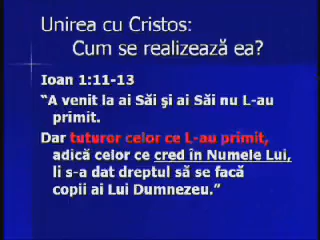 Unirea cu Cristos:
Cum se realizează ea?
Ioan 1:11-13
“A venit la ai Săi şi ai Săi nu L-au
primit.
Dar tuturor celor ce L-au primit,
adică celor ce cred în Numele Lui,
li s-a dat dreptul să se facă
copii ai Lui Dumnezeu.”